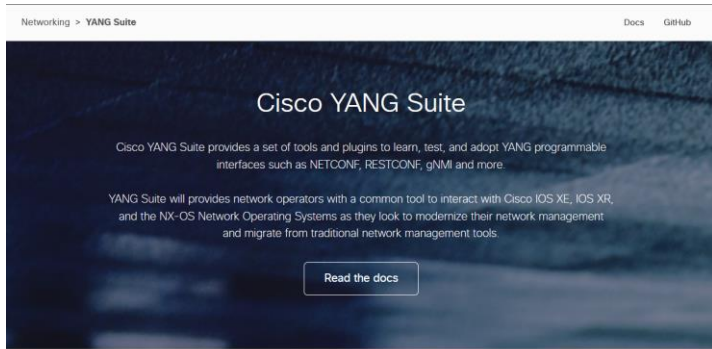 Networking > YANG Suite
Docs
GitHub
Cisco YANG Suite
Cisco YANG Suite provides a set of tools and plugins to learn, test, and adopt YANG programmable
interfaces such as NETCONF, RESTCONF, gNMI and more.
YANG Suite will provides network operators with a common tool to interact with Cisco IOS XE, IOS XR,
and the NX-OS Network Operating Systems as they look to modernize their network management
and migrate from traditional network management tools.
Read the docs